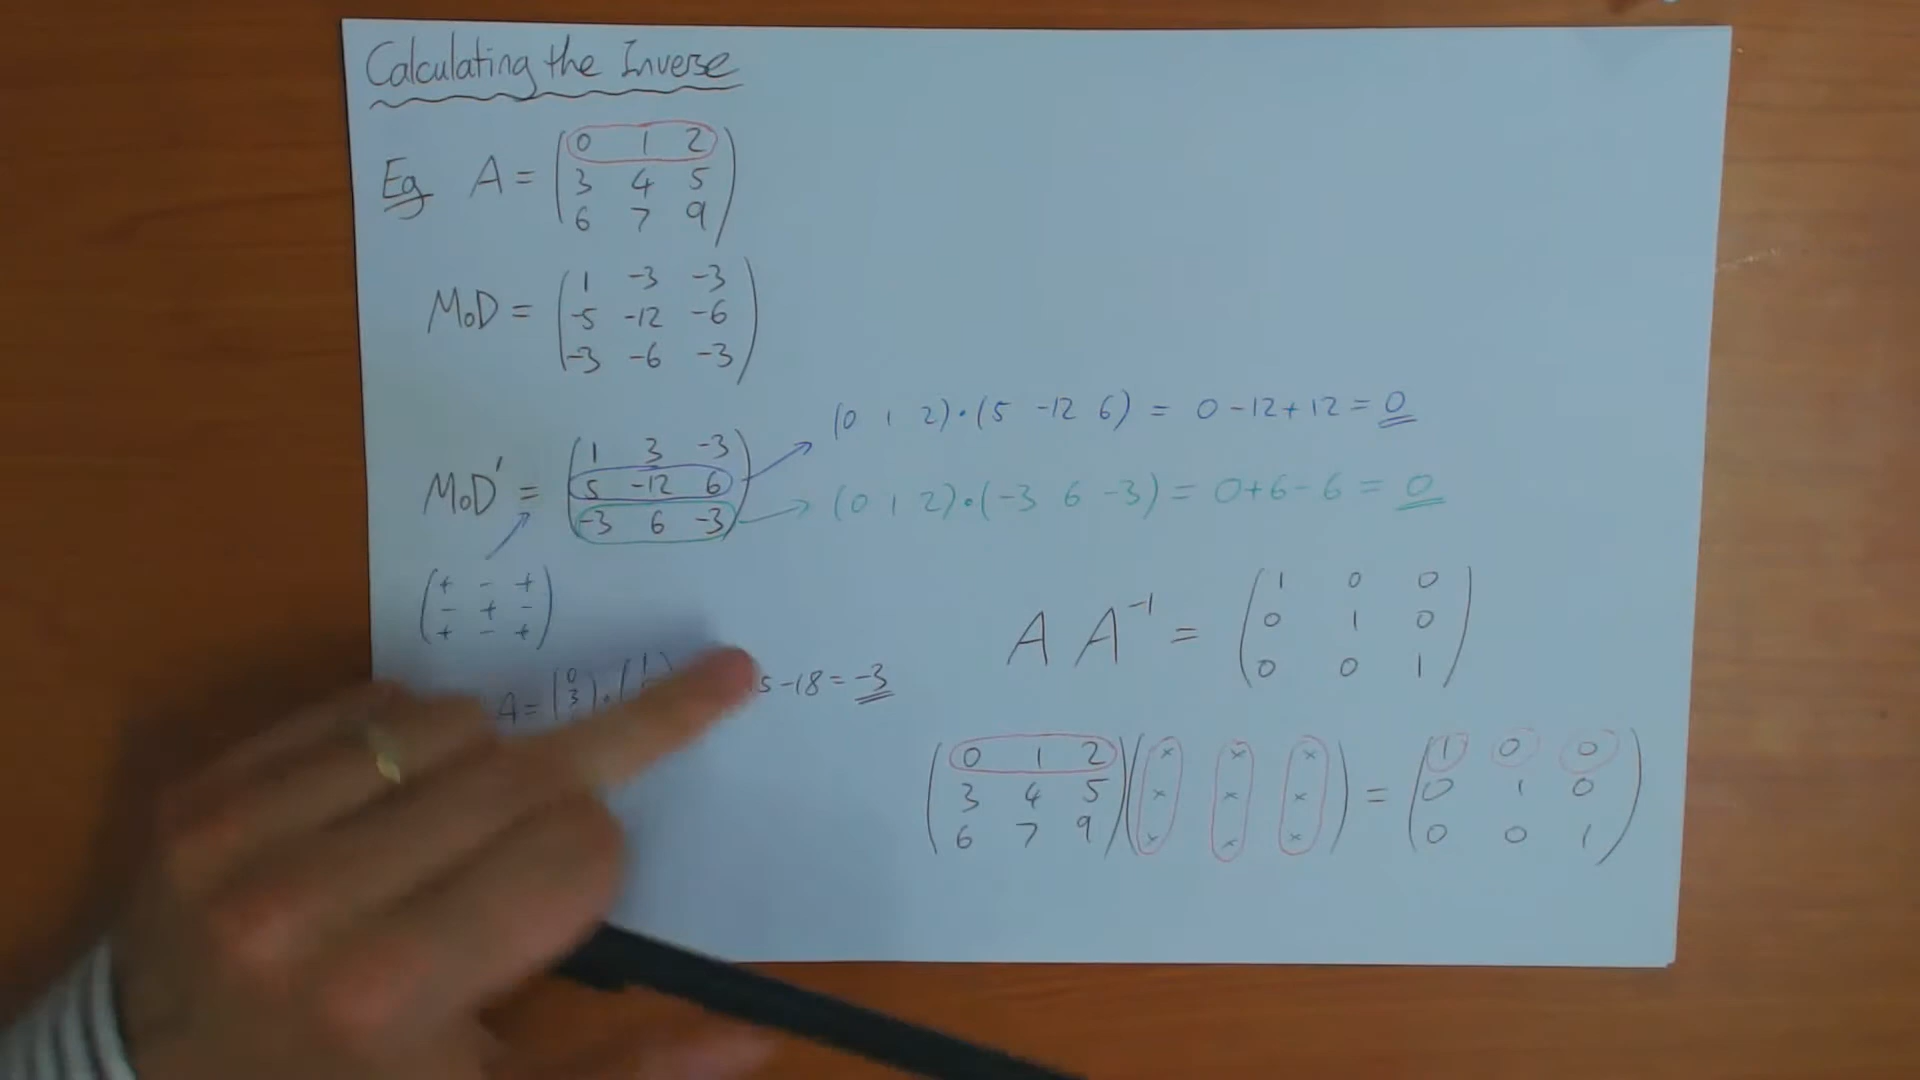 Calculating the Inverse
Eg A = (0 1 2
3 4 5
6 7 9)
MoD = (1 -3 -3
-5 -12 -6
-3 -6 -3)
MoD' = (1 3 -3
5 -12 6
-3 6 -3)
(0 1 2)·(5 -12 6) = 0 -12 + 12 = 0
(0 1 2)·(-3 6 -3) = 0 + 6 - 6 = 0
(+ - +
- + -
+ - +)
A A⁻¹ = (1 0 0
0 1 0
0 0 1)
A = (0
3) · (1
5 - 18 = -3
(0 1 2
3 4 5
6 7 9)
(× × ×
× × ×
× × ×)
= (1 0 0
0 1 0
0 0 1)